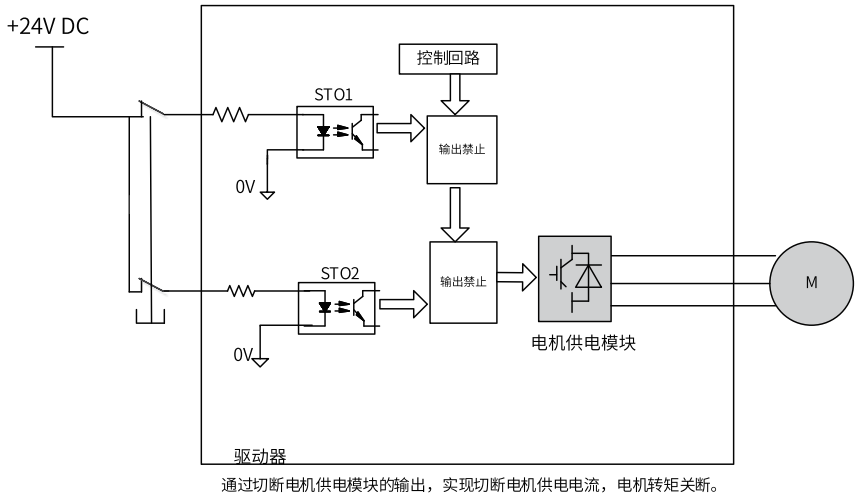 +24V DC
控制回路
STO1
输出禁止
0V
STO2
输出禁止
M
电机供电模块
0V
驱动器
通过切断电机供电模块的输出，实现切断电机供电电流，电机转矩关断。